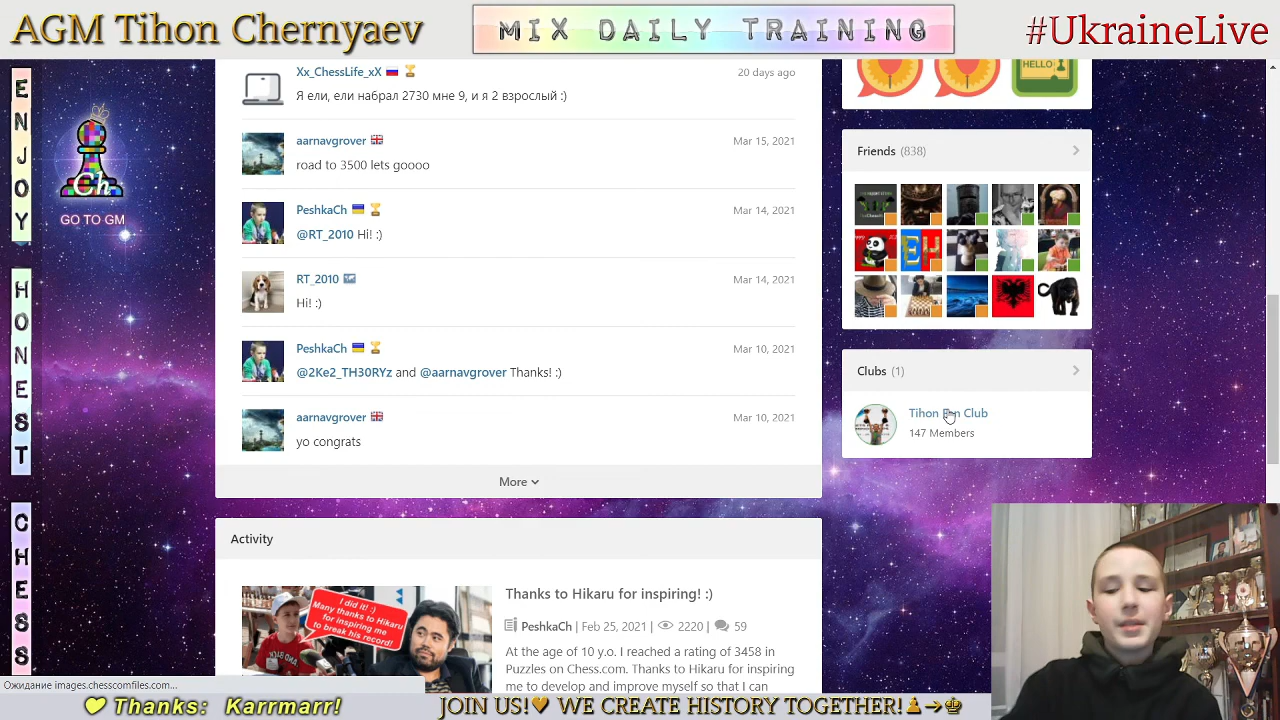 AGM Tihon Chernyaev
MIX DAILY TRAINING
#UkraineLive
ENJOY
HONEST
CHESS
Ch
GO TO GM
Xx_ChessLife_xX
20 days ago
Я ели, ели набрал 2730 мне 9, и я 2 взрослый :)
aarnavgrover
Mar 15, 2021
road to 3500 lets goooo
PeshkaCh
Mar 14, 2021
@RT_2010 Hi! :)
RT_2010
Mar 14, 2021
Hi! :)
PeshkaCh
Mar 10, 2021
@2Ke2_TH30RYz and @aarnavgrover Thanks! :)
aarnavgrover
Mar 10, 2021
yo congrats
More
Activity
I did it! :)
Many thanks to Hikaru
for inspiring me
to break his record!
Thanks to Hikaru for inspiring! :)
PeshkaCh | Feb 25, 2021 | 2220 | 59
At the age of 10 y.o. I reached a rating of 3458 in
Puzzles on Chess.com. Thanks to Hikaru for inspiring
me to develop and improve myself so that I can
HELLO
Friends (838)
Clubs (1)
Tihon Fan Club
147 Members
Ожидание images.chesscomfiles.com...
Thanks: Karrmarr!
JOIN US! WE CREATE HISTORY TOGETHER!